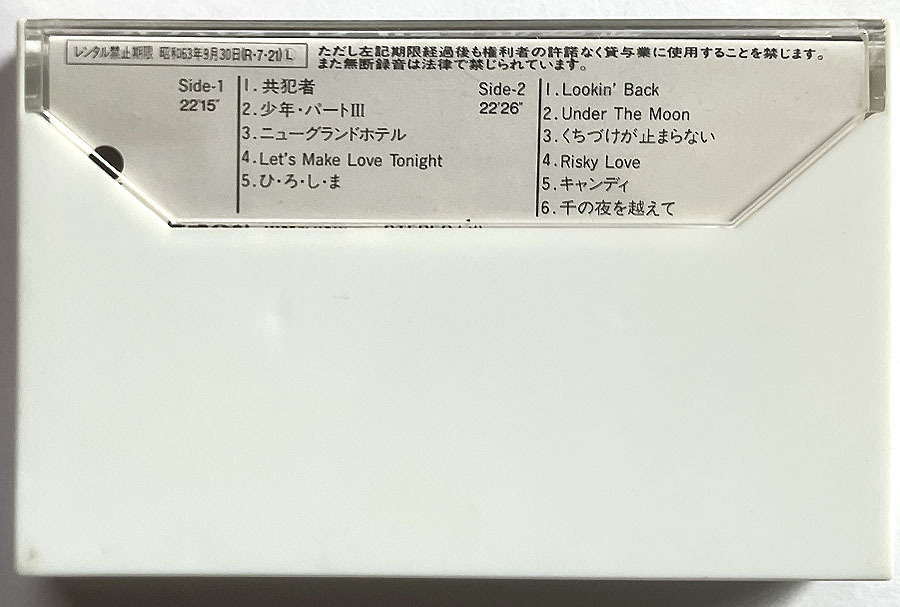 レンタル禁止期限 昭和63年9月30日(R・7・21)L
ただし左記期限経過後も権利者の許諾なく貸与業に使用することを禁じます。
また無断録音は法律で禁じられています。
Side-1
22'15"
1.共犯者
2.少年・パートIII
3.ニューグランドホテル
4.Let's Make Love Tonight
5.ひ・ろ・し・ま
Side-2
22'26"
1.Lookin' Back
2.Under The Moon
3.くちづけが止まらない
4.Risky Love
5.キャンディ
6.千の夜を越えて